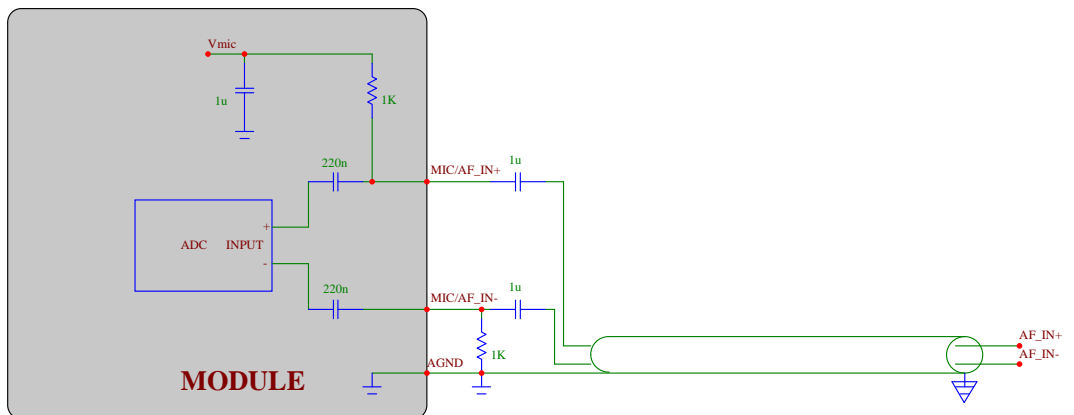 Vmic
1u
1K
220n
MIC/AF_IN+
1u
+
ADC INPUT
-
220n
MIC/AF_IN-
1u
1K
AGND
MODULE
AF_IN+
AF_IN-